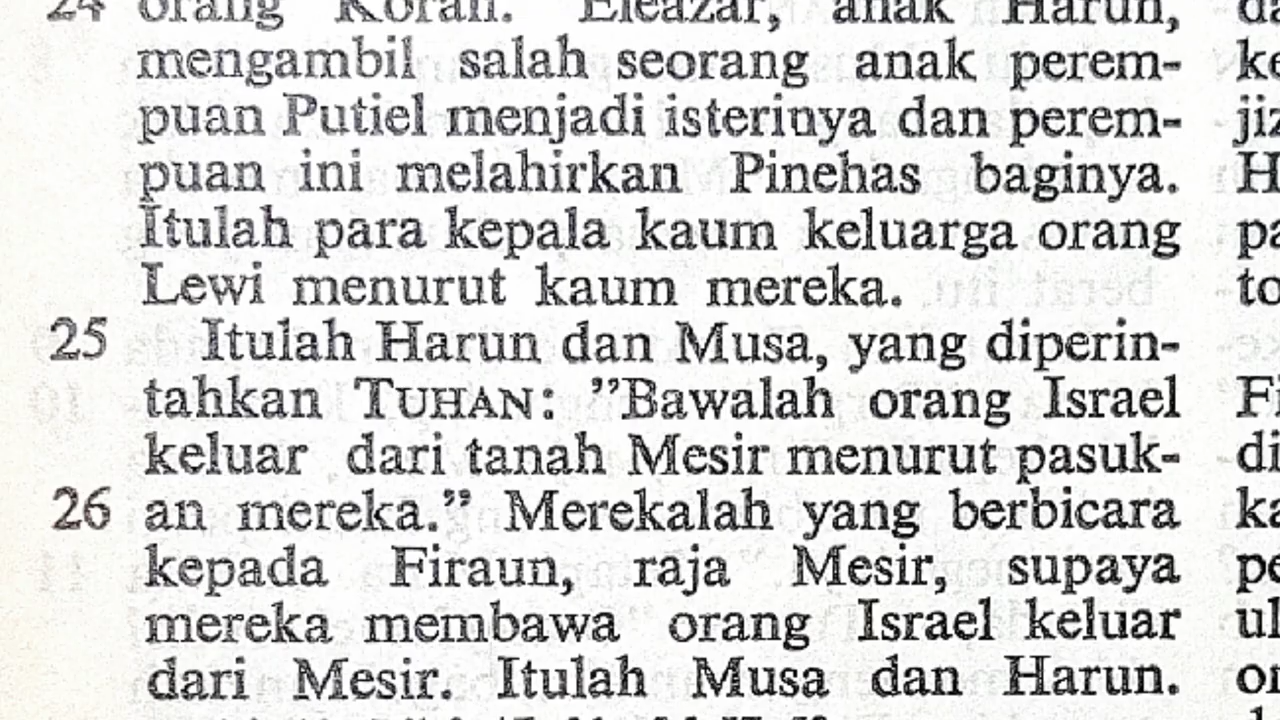 24 orang Korah. Eleazar, anak Harun,
mengambil salah seorang anak perem-
puan Putiel menjadi isterinya dan perem-
puan ini melahirkan Pinehas baginya.
Itulah para kepala kaum keluarga orang
Lewi menurut kaum mereka.
25 Itulah Harun dan Musa, yang diperin-
tahkan TUHAN: ”Bawalah orang Israel
keluar dari tanah Mesir menurut pasuk-
26 an mereka.” Merekalah yang berbicara
kepada Firaun, raja Mesir, supaya
mereka membawa orang Israel keluar
dari Mesir. Itulah Musa dan Harun.